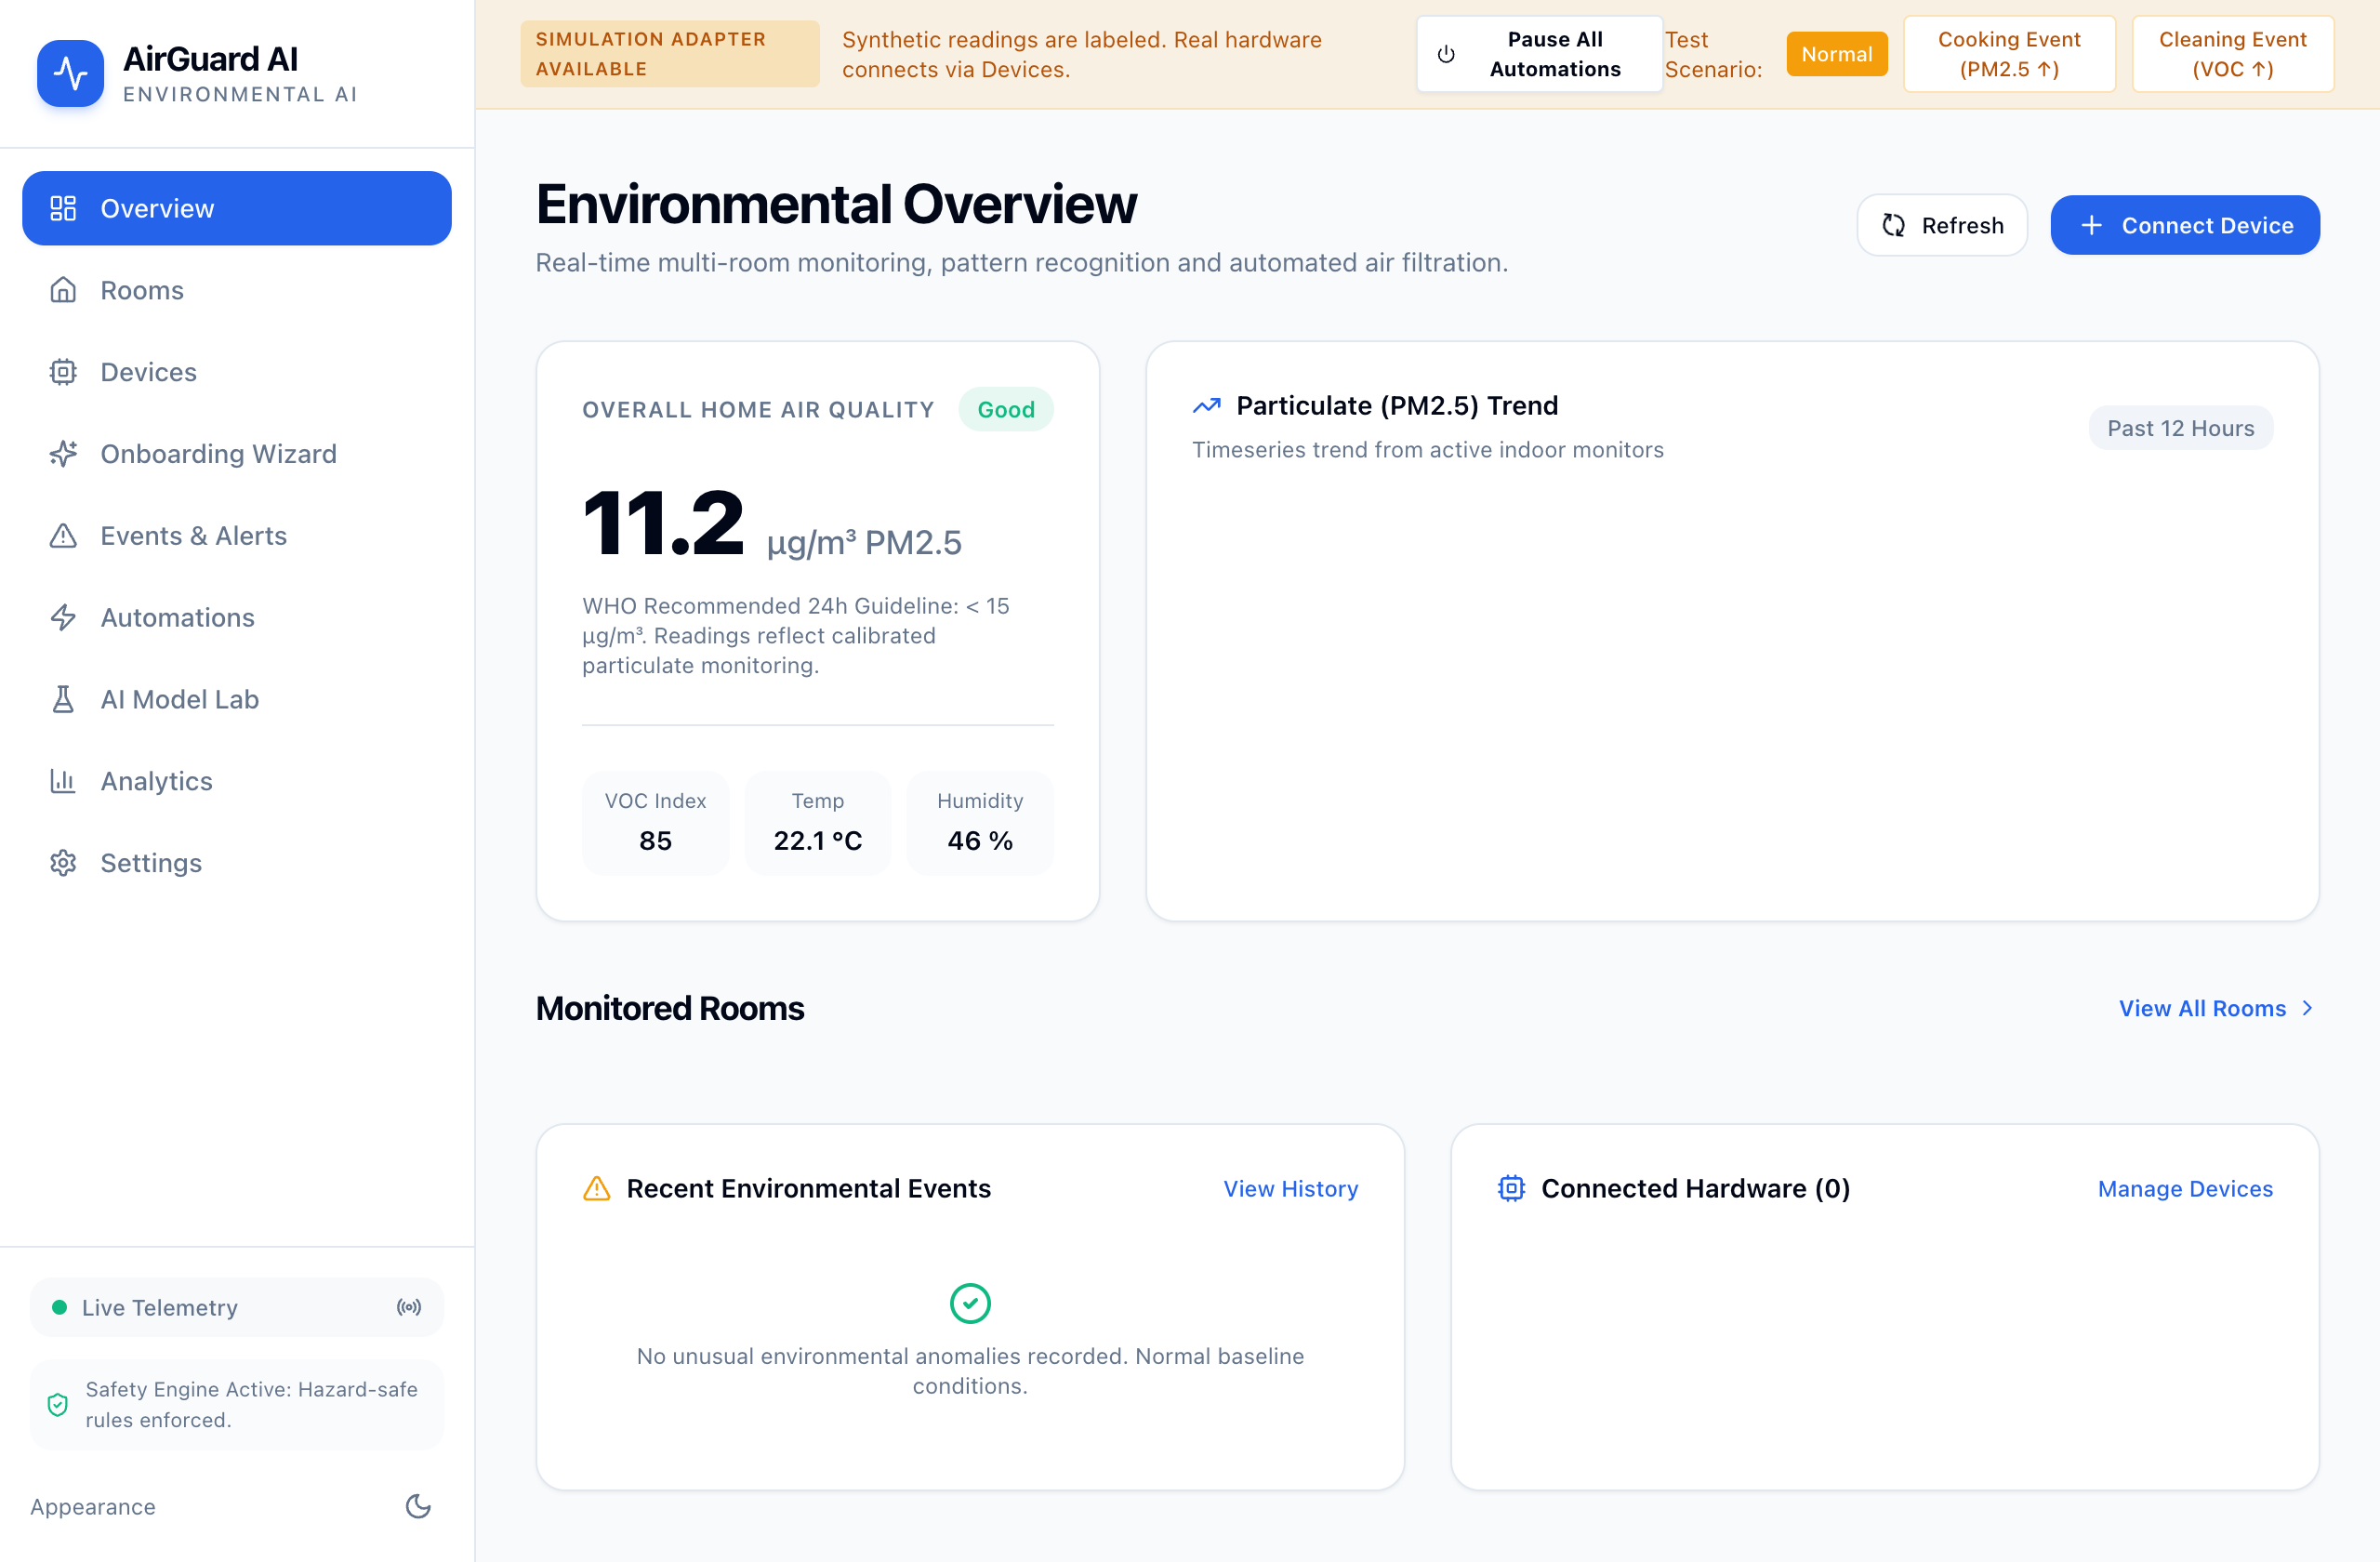 AirGuard AI
ENVIRONMENTAL AI
Overview
Rooms
Devices
Onboarding Wizard
Events & Alerts
Automations
AI Model Lab
Analytics
Settings
Live Telemetry
Safety Engine Active: Hazard-safe
rules enforced.
Appearance
SIMULATION ADAPTER
AVAILABLE
Synthetic readings are labeled. Real hardware
connects via Devices.
Pause All
Automations
Test
Scenario:
Normal
Cooking Event
(PM2.5 ↑)
Cleaning Event
(VOC ↑)
Environmental Overview
Real-time multi-room monitoring, pattern recognition and automated air filtration.
Refresh
Connect Device
OVERALL HOME AIR QUALITY
Good
11.2 µg/m³ PM2.5
WHO Recommended 24h Guideline: < 15
µg/m³. Readings reflect calibrated
particulate monitoring.
VOC Index
85
Temp
22.1 °C
Humidity
46 %
Particulate (PM2.5) Trend
Timeseries trend from active indoor monitors
Past 12 Hours
Monitored Rooms
View All Rooms
Recent Environmental Events
View History
No unusual environmental anomalies recorded. Normal baseline
conditions.
Connected Hardware (0)
Manage Devices